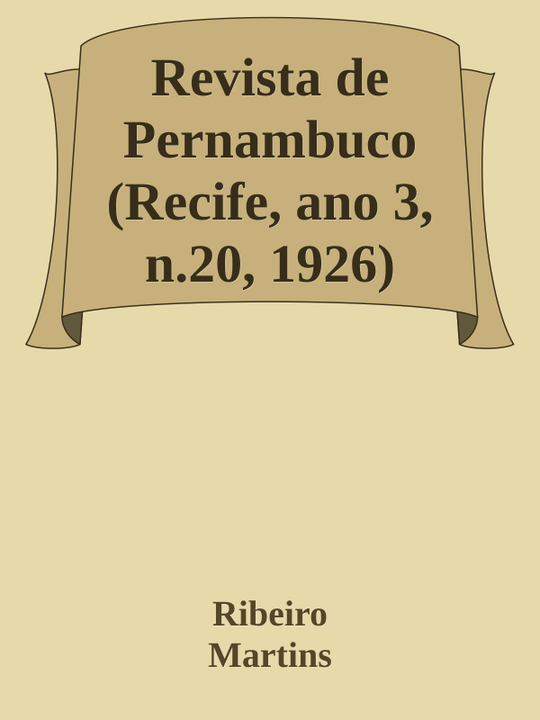 Revista de
Pernambuco
(Recife, ano 3,
n.20, 1926)
Ribeiro
Martins